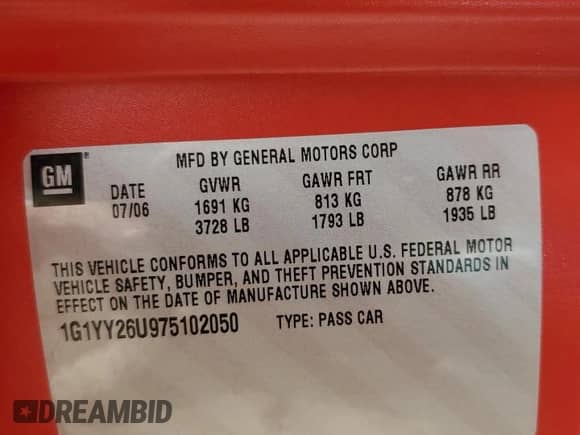 GM®
MFD BY GENERAL MOTORS CORP
DATE GVWR GAWR FRT GAWR RR
07/06 1691 KG 813 KG 878 KG
3728 LB 1793 LB 1935 LB
THIS VEHICLE CONFORMS TO ALL APPLICABLE U.S. FEDERAL MOTOR
VEHICLE SAFETY, BUMPER, AND THEFT PREVENTION STANDARDS IN
EFFECT ON THE DATE OF MANUFACTURE SHOWN ABOVE.
1G1YY26U975102050 TYPE: PASS CAR
DREAMBID